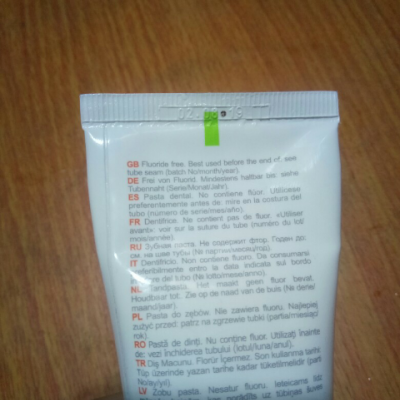 GB Fluoride free. Best used before the end of: see
tube seam (batch No/month/year).
DE Frei von Fluorid. Mindestens haltbar bis: siehe
Tubennaht (Serie/Monat/Jahr).
ES Pasta dental. No contiene flúor. Utilícese
preferentemente antes de: mire en la costura del
tubo (número de serie/mes/año).
FR Dentifrice. Ne contient pas de fluor. «Utiliser
avant»: voir sur la suture du tube (numéro du lot/
mois/année).
RU Зубная паста. Не содержит фтор. Годен до:
см. на шве тубы (№ партии/месяц/год).
IT Dentifricio. Non contiene fluoro. Da consumarsi
preferibilmente entro la data indicata sul bordo
del tubo (№ lotto/mese/anno).
NL Tandpasta. Het maakt geen fluor bevat.
Houdbaar tot: Zie op de naad van de buis (№ serie/
maand/jaar).
PL Pasta do zębów. Nie zawiera fluoru. Najlepiej
zużyć przed: patrz na zgrzewie tubki (partia/miesiąc/
rok).
RO Pastă de dinţi. Nu conţine fluor. Utilizaţi înainte
de: vezi închiderea tubului (lotul/luna/anul).
TR Diş Macunu. Florür içermez. Son kullanma tarihi:
Tüp üzerinde yazan tarihe kadar tüketilmelidir (parti
No/ay/yıl).
LV Zobu pasta. Nesatur fluoru. Ieteicams līdz